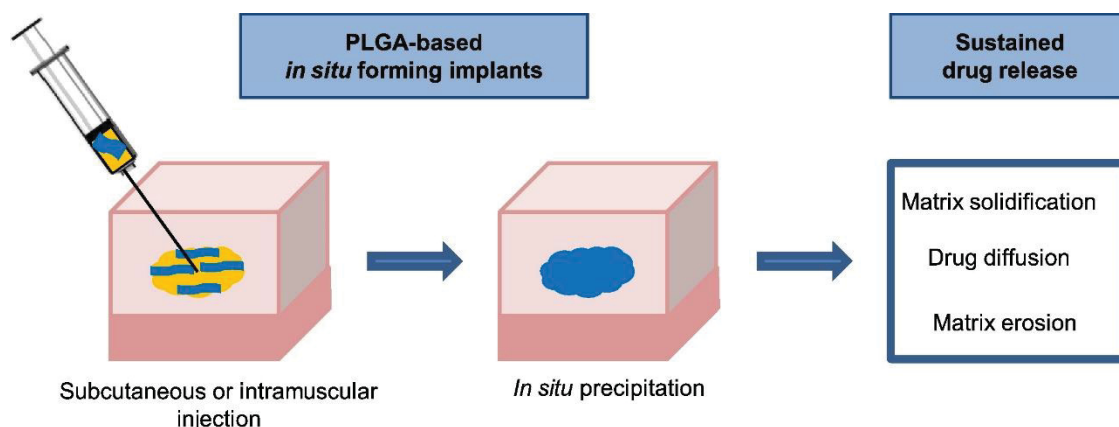 PLGA-based
in situ forming implants
Sustained
drug release
Matrix solidification
Drug diffusion
Matrix erosion
Subcutaneous or intramuscular
injection
In situ precipitation